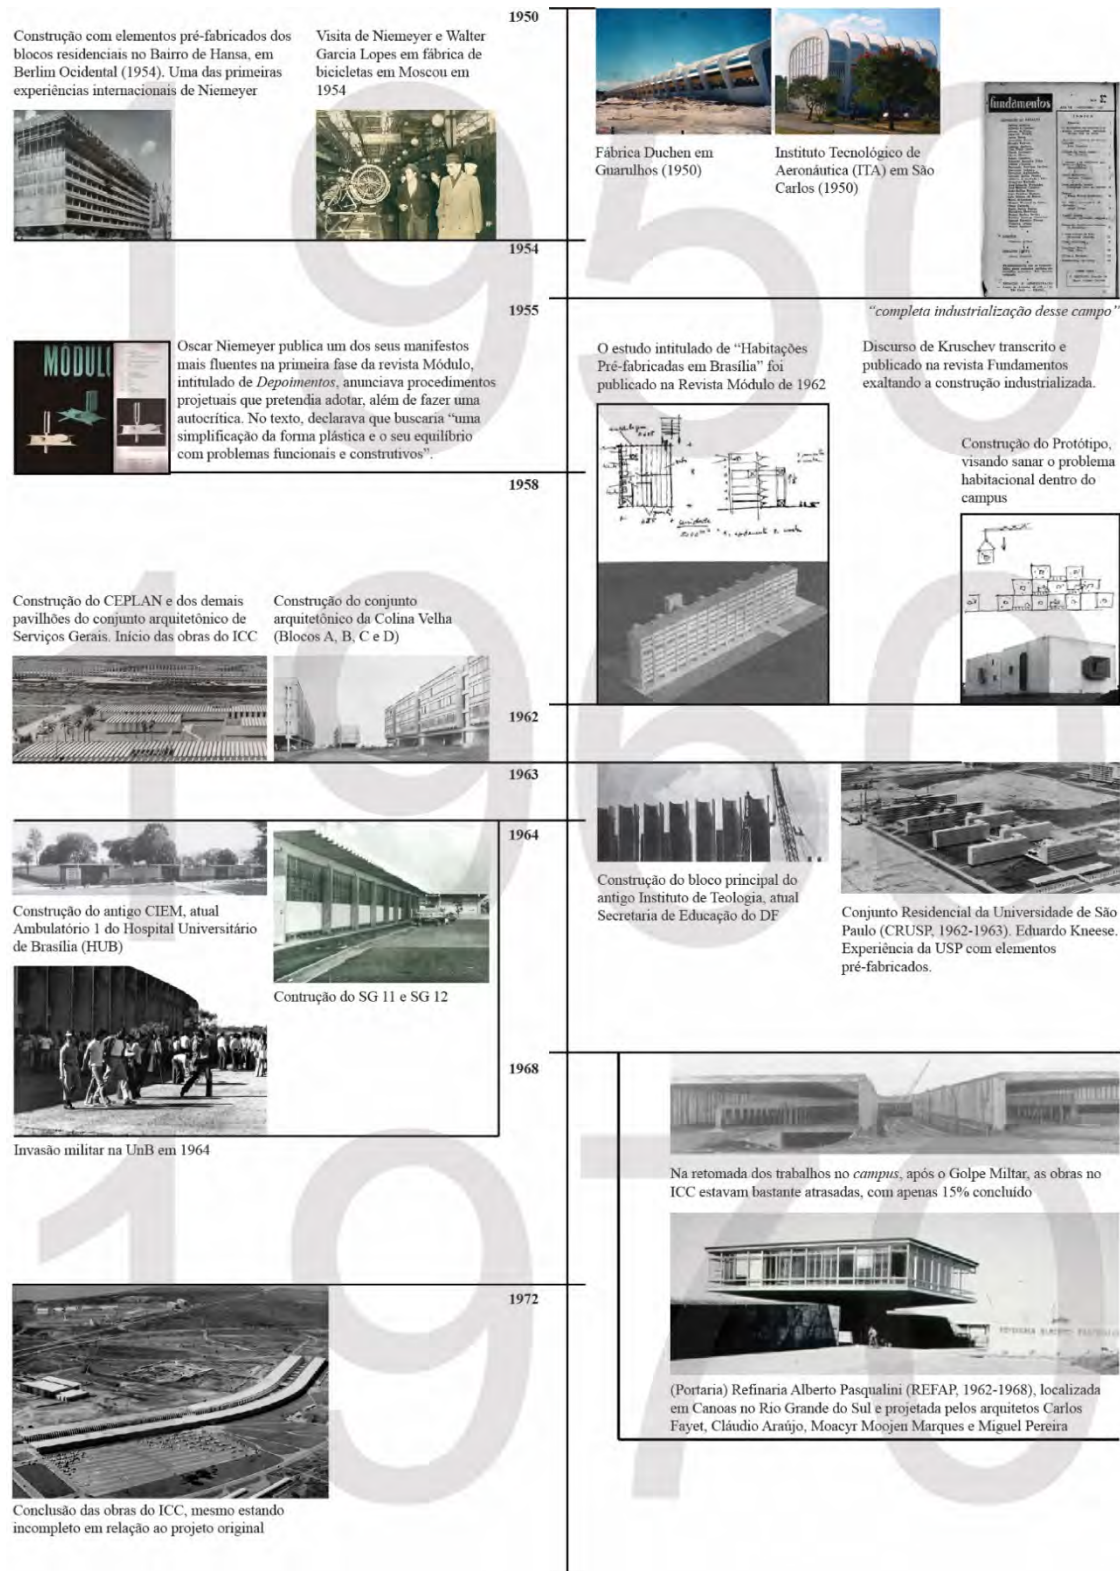 1950
Construção com elementos pré-fabricados dos
blocos residenciais no Bairro de Hansa, em
Berlim Ocidental (1954). Uma das primeiras
experiências internacionais de Niemeyer
Visita de Niemeyer e Walter
Garcia Lopes em fábrica de
bicicletas em Moscou em
1954
Fábrica Duchen em
Guarulhos (1950)
Instituto Tecnológico de
Aeronáutica (ITA) em São
Carlos (1950)
fundamentos
1950
1954
1955
"completa industrialização desse campo"
MÓDULO
Oscar Niemeyer publica um dos seus manifestos
mais fluentes na primeira fase da revista Módulo,
intitulado de Depoimentos, anunciava procedimentos
projetuais que pretendia adotar, além de fazer uma
autocrítica. No texto, declarava que buscaria "uma
simplificação da forma plástica e o seu equilíbrio
com problemas funcionais e construtivos".
O estudo intitulado de "Habitações
Pré-fabricadas em Brasília" foi
publicado na Revista Módulo de 1962
Discurso de Kruschev transcrito e
publicado na revista Fundamentos
exaltando a construção industrializada.
1958
Construção do Protótipo,
visando sanar o problema
habitacional dentro do
campus
1960
Construção do CEPLAN e dos demais
pavilhões do conjunto arquitetônico de
Serviços Gerais. Início das obras do ICC
Construção do conjunto
arquitetônico da Colina Velha
(Blocos A, B, C e D)
1962
1963
1964
Construção do antigo CIEM, atual
Ambulatório 1 do Hospital Universitário
de Brasília (HUB)
Contrução do SG 11 e SG 12
Construção do bloco principal do
antigo Instituto de Teologia, atual
Secretaria de Educação do DF
Conjunto Residencial da Universidade de São
Paulo (CRUSP, 1962-1963). Eduardo Kneese.
Experiência da USP com elementos
pré-fabricados.
1968
Invasão militar na UnB em 1964
Na retomada dos trabalhos no campus, após o Golpe Miltar, as obras no
ICC estavam bastante atrasadas, com apenas 15% concluído
1970
1972
REFINARIA ALBERTO PASQUALINI
(Portaria) Refinaria Alberto Pasqualini (REFAP, 1962-1968), localizada
em Canoas no Rio Grande do Sul e projetada pelos arquitetos Carlos
Fayet, Cláudio Araújo, Moacyr Moojen Marques e Miguel Pereira
Conclusão das obras do ICC, mesmo estando
incompleto em relação ao projeto original